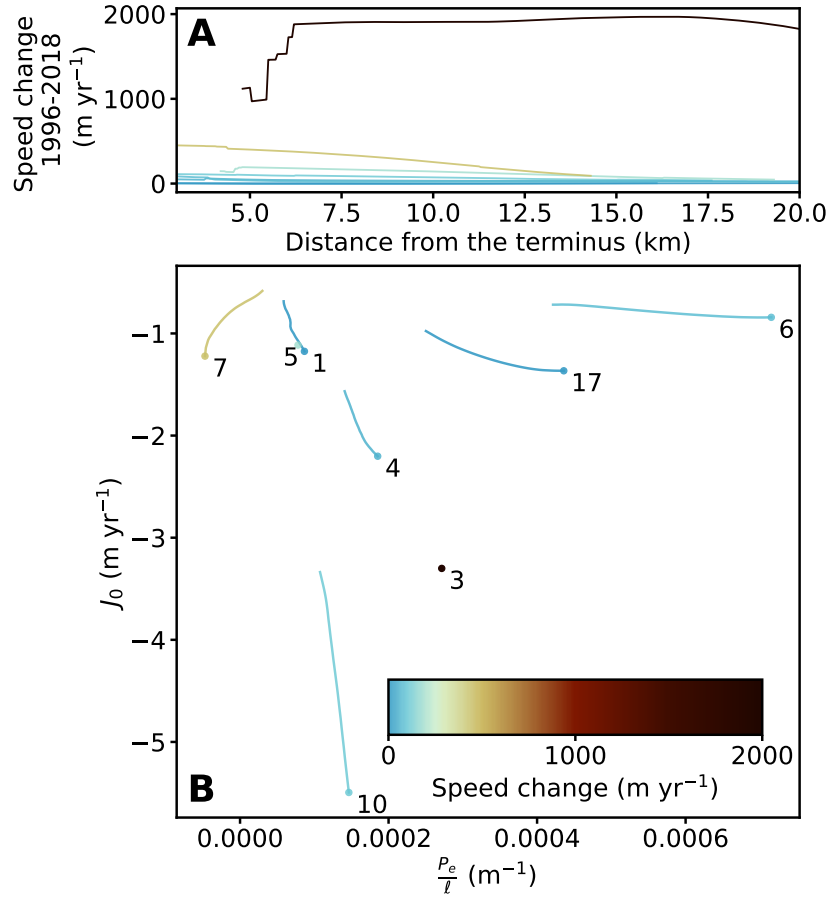 A
Speed change
1996-2018
(m yr⁻¹)
2000
1000
0
5.0 7.5 10.0 12.5 15.0 17.5 20.0
Distance from the terminus (km)
B
J₀ (m yr⁻¹)
−1
−2
−3
−4
−5
7
5
1
17
6
4
3
10
0 1000 2000
Speed change (m yr⁻¹)
0.0000 0.0002 0.0004 0.0006
Pₑ/ℓ (m⁻¹)